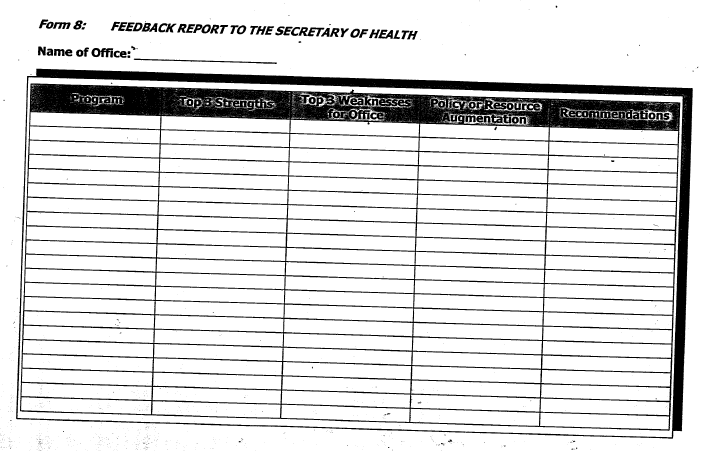 Form 8: FEEDBACK REPORT TO THE SECRETARY OF HEALTH
Name of Office:
Program
Top 3 Strengths
Top 3 Weaknesses
for Office
Policy or Resource
Augmentation
Recommendations